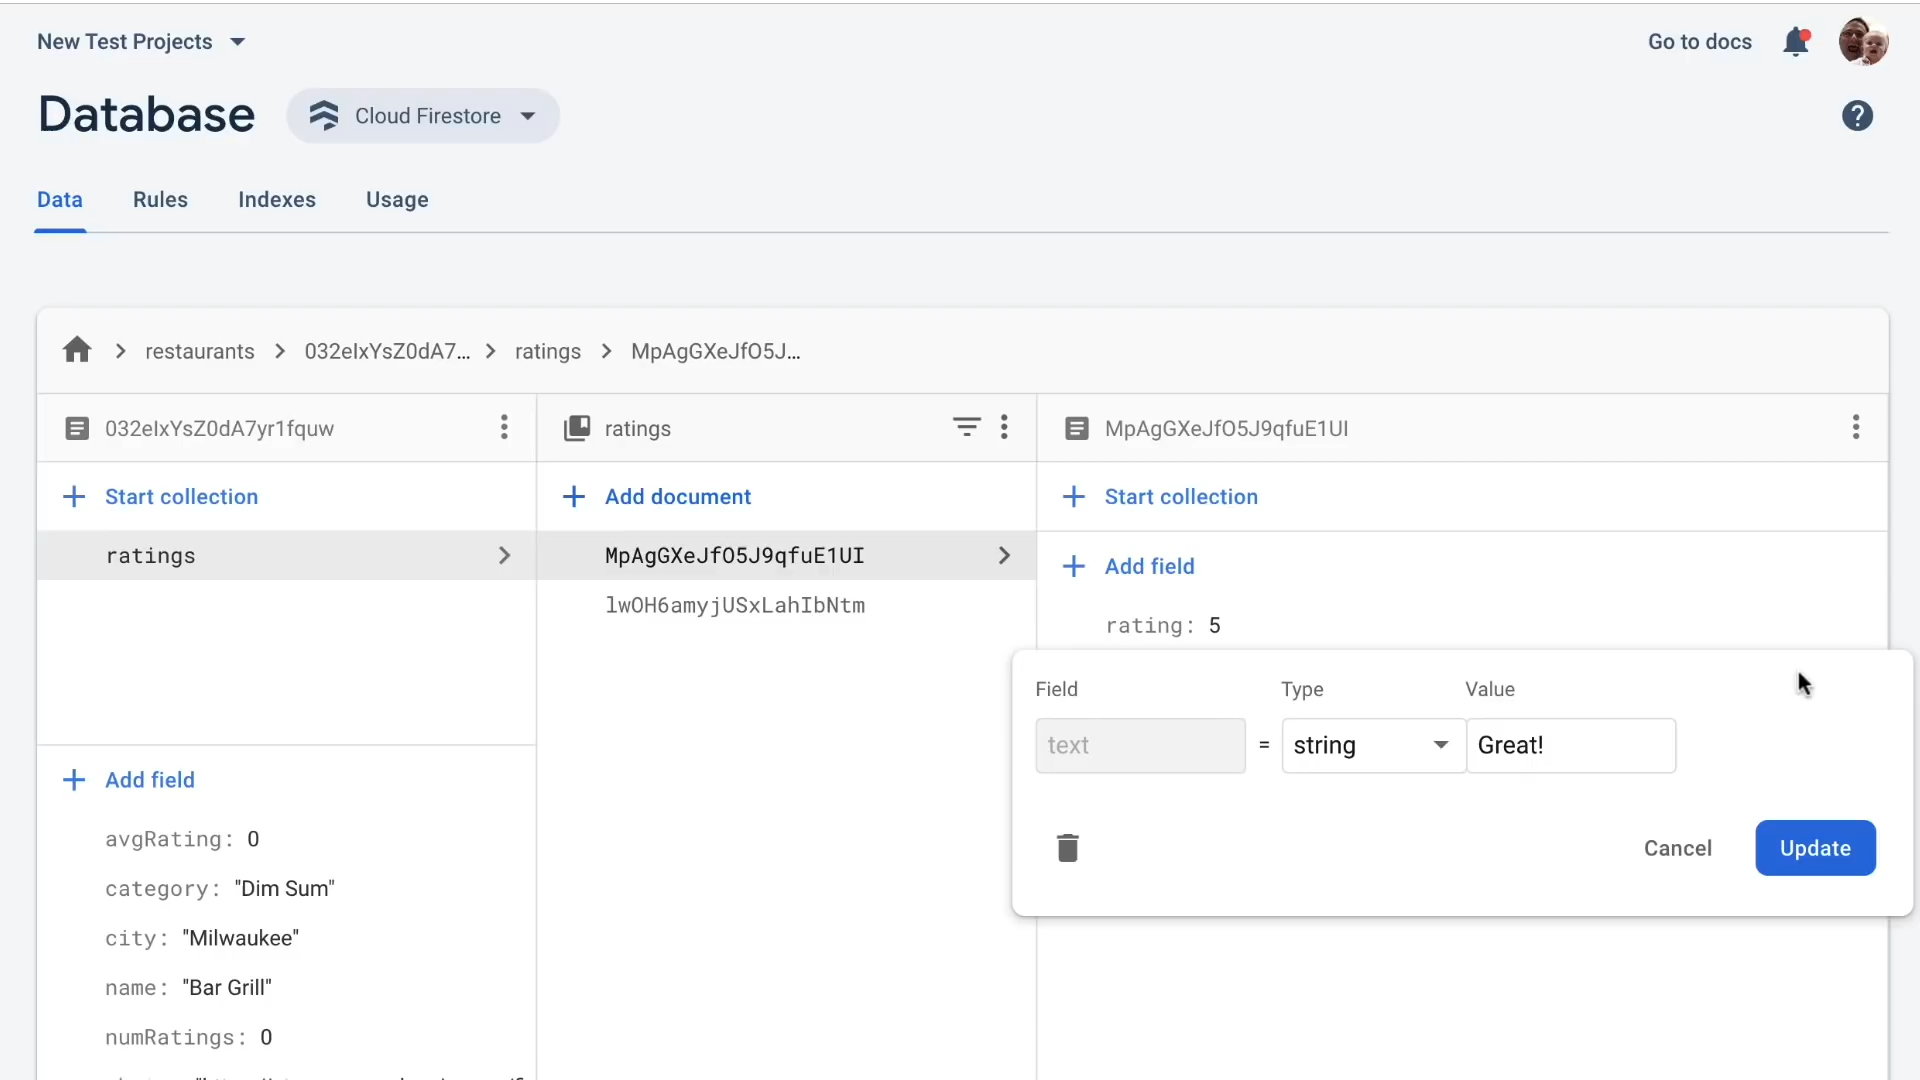 New Test Projects
Go to docs
Database
Cloud Firestore
Data
Rules
Indexes
Usage
restaurants
032eIxYsZ0dA7...
ratings
MpAgGXeJfO5J...
032eIxYsZ0dA7yr1fquw
ratings
MpAgGXeJfO5J9qfuE1UI
+ Start collection
+ Add document
+ Start collection
ratings
MpAgGXeJfO5J9qfuE1UI
lwOH6amyjUSxLahIbNtm
+ Add field
rating: 5
Field
Type
Value
text
=
string
Great!
Cancel
Update
+ Add field
avgRating: 0
category: "Dim Sum"
city: "Milwaukee"
name: "Bar Grill"
numRatings: 0